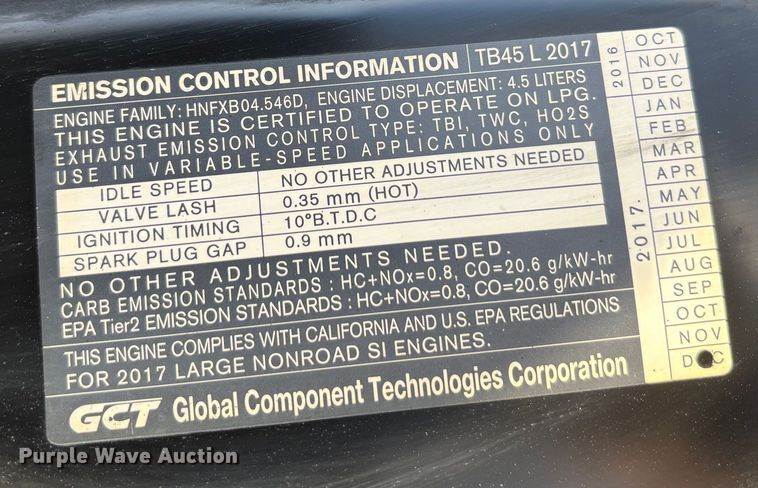 EMISSION CONTROL INFORMATION TB45 L 2017
ENGINE FAMILY: HNFXB04.546D, ENGINE DISPLACEMENT: 4.5 LITERS
THIS ENGINE IS CERTIFIED TO OPERATE ON LPG.
EXHAUST EMISSION CONTROL TYPE: TBI, TWC, HO2S
USE IN VARIABLE-SPEED APPLICATIONS ONLY
IDLE SPEED NO OTHER ADJUSTMENTS NEEDED
VALVE LASH 0.35 mm (HOT)
IGNITION TIMING 10°B.T.D.C
SPARK PLUG GAP 0.9 mm
NO OTHER ADJUSTMENTS NEEDED.
CARB EMISSION STANDARDS : HC+NOx=0.8, CO=20.6 g/kW-hr
EPA Tier2 EMISSION STANDARDS : HC+NOx=0.8, CO=20.6 g/kW-hr
THIS ENGINE COMPLIES WITH CALIFORNIA AND U.S. EPA REGULATIONS
FOR 2017 LARGE NONROAD SI ENGINES.
GCT Global Component Technologies Corporation
2016
OCT
NOV
DEC
2017.
JAN
FEB
MAR
APR
MAY
JUN
JUL
AUG
SEP
OCT
NOV
D C
Purple Wave Auction